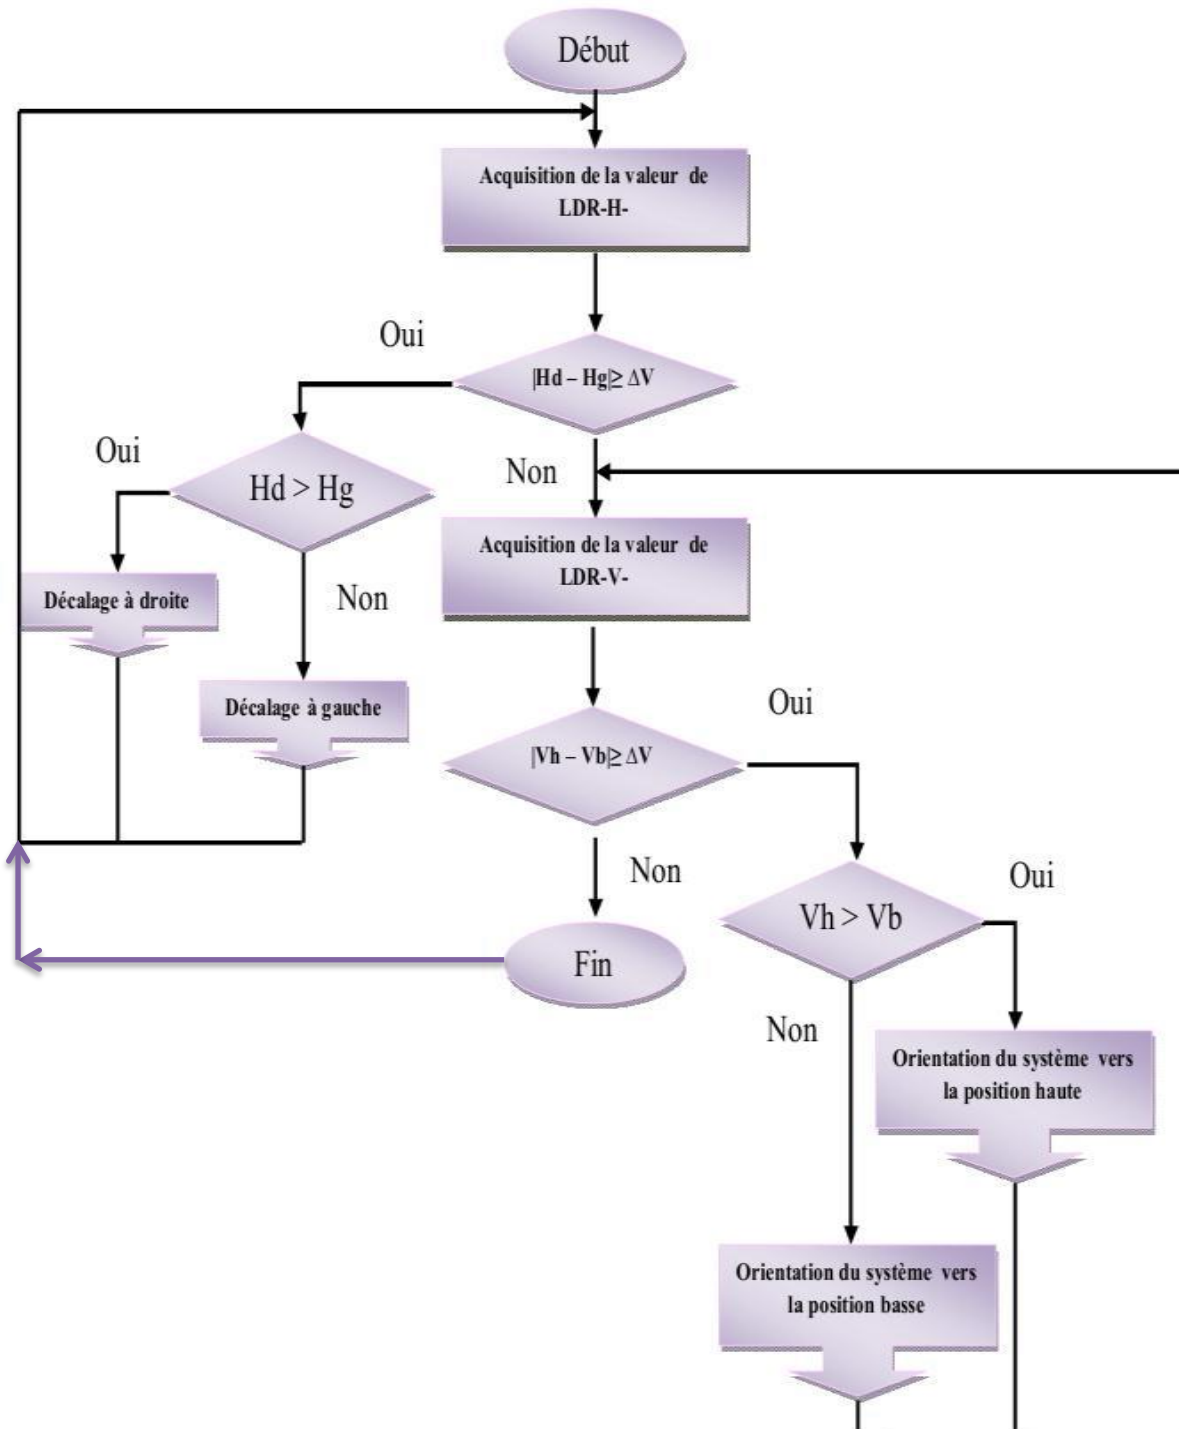 Début
Acquisition de la valeur de
LDR-H-
Oui
|Hd – Hg|≥ ΔV
Oui
Hd > Hg
Non
Acquisition de la valeur de
LDR-V-
Décalage à droite
Non
Décalage à gauche
Oui
|Vh – Vb|≥ ΔV
Non
Oui
Vh > Vb
Fin
Non
Orientation du système vers
la position haute
Orientation du système vers
la position basse